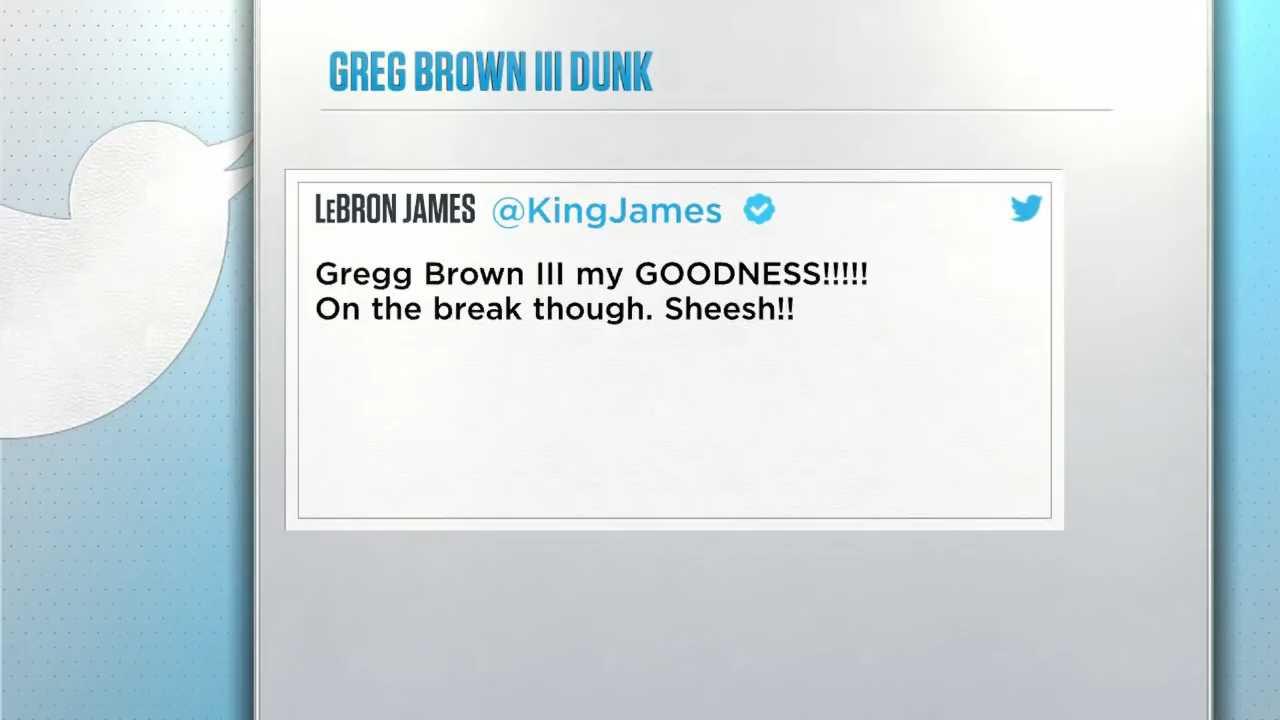 GREG BROWN III DUNK
LEBRON JAMES @KingJames
Gregg Brown III my GOODNESS!!!!!
On the break though. Sheesh!!